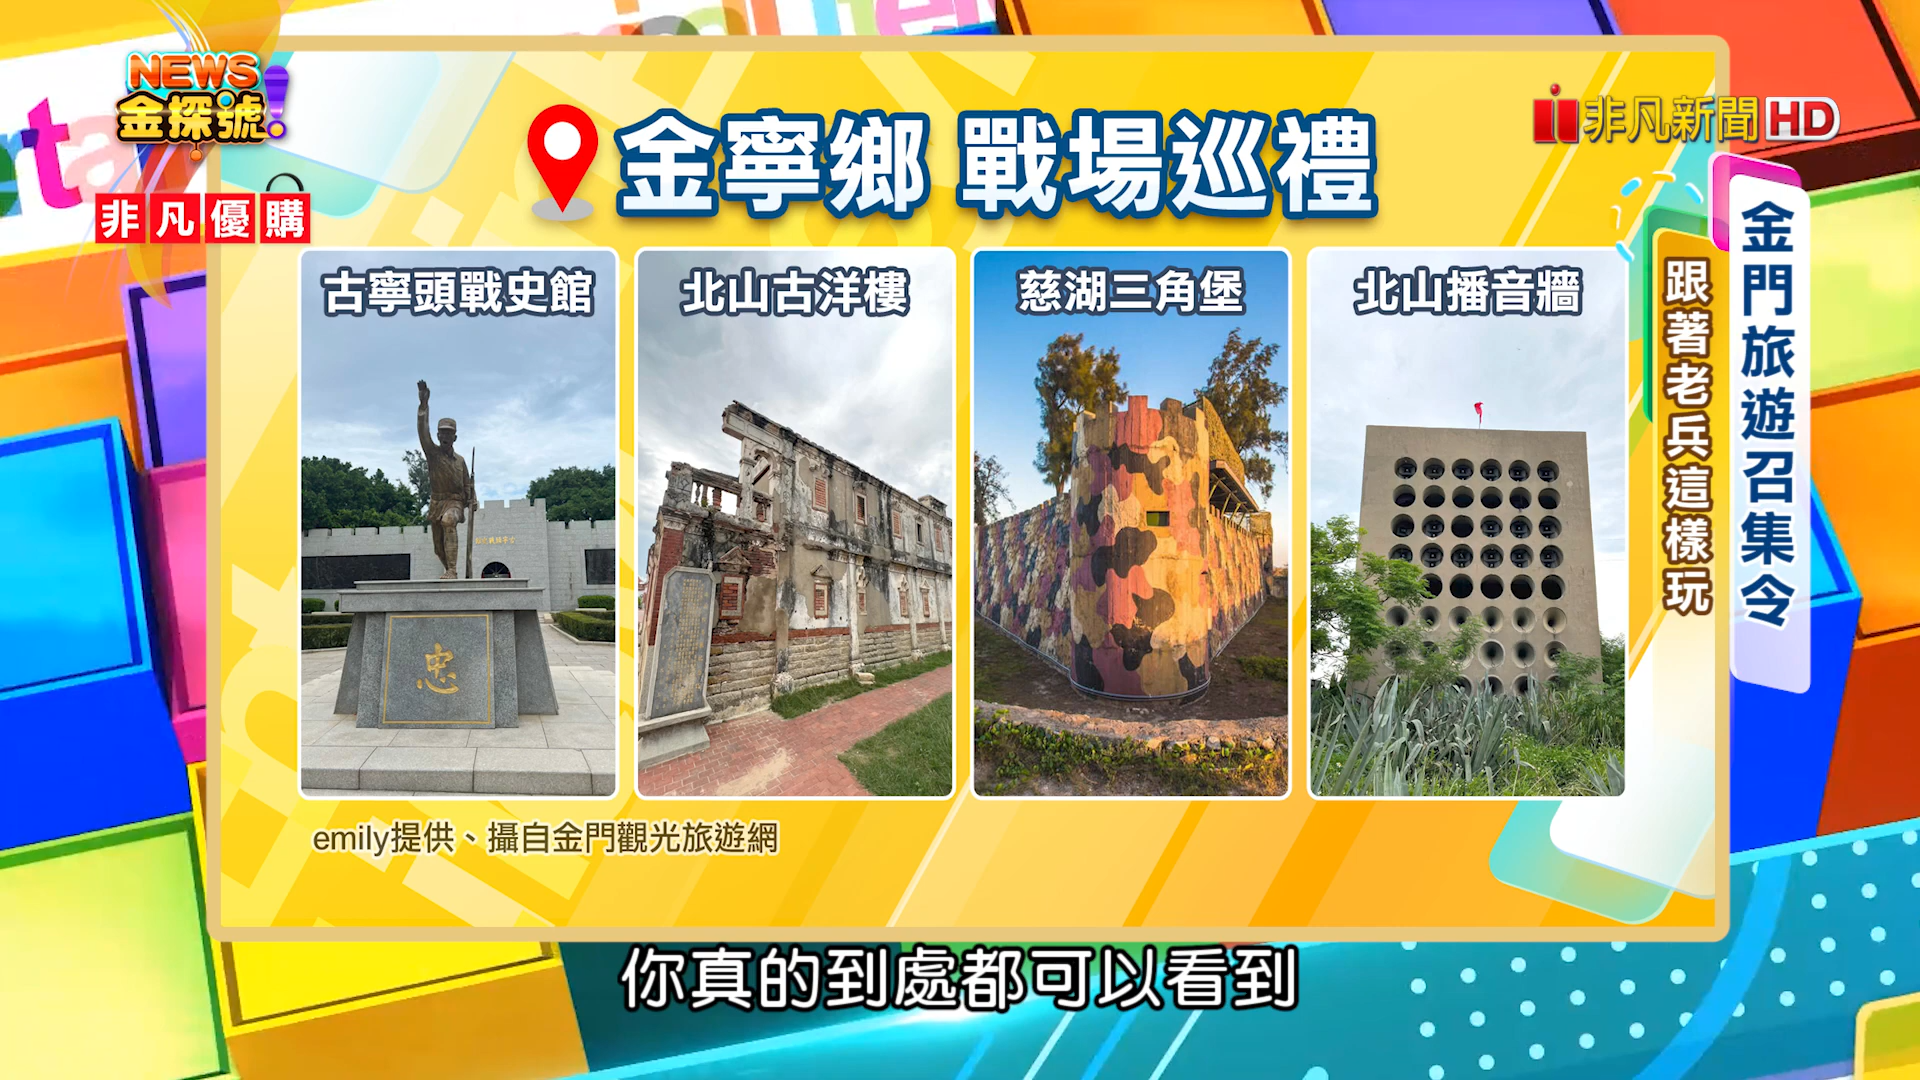 NEWS
金探號!
非凡優購
非凡新聞HD
金寧鄉 戰場巡禮
古寧頭戰史館
北山古洋樓
慈湖三角堡
北山播音牆
忠
金門旅遊召集令
跟著老兵這樣玩
emily提供、攝自金門觀光旅遊網
你真的到處都可以看到